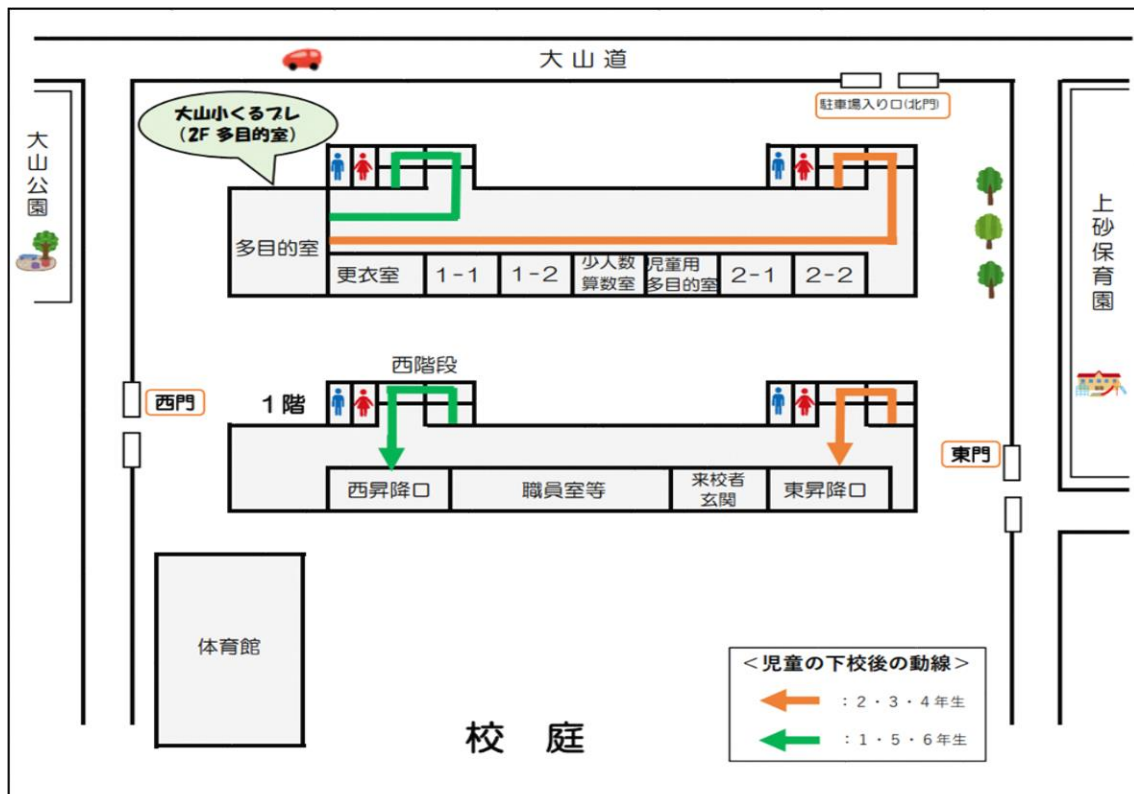 大山道
駐車場入り口(北門)
大山小くるプレ
(2F 多目的室)
大山公園
上砂保育園
多目的室
更衣室
1-1
1-2
少人数
算数室
児童用
多目的室
2-1
2-2
西階段
西門
1階
東門
西昇降口
職員室等
来校者
玄関
東昇降口
体育館
校庭
<児童の下校後の動線>
:2・3・4年生
:1・5・6年生